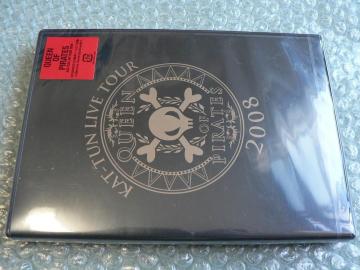 QUEEN
OF
PIRATES
KAT-TUN LIVE TOUR
QUEEN
OF
PIRATES
2008